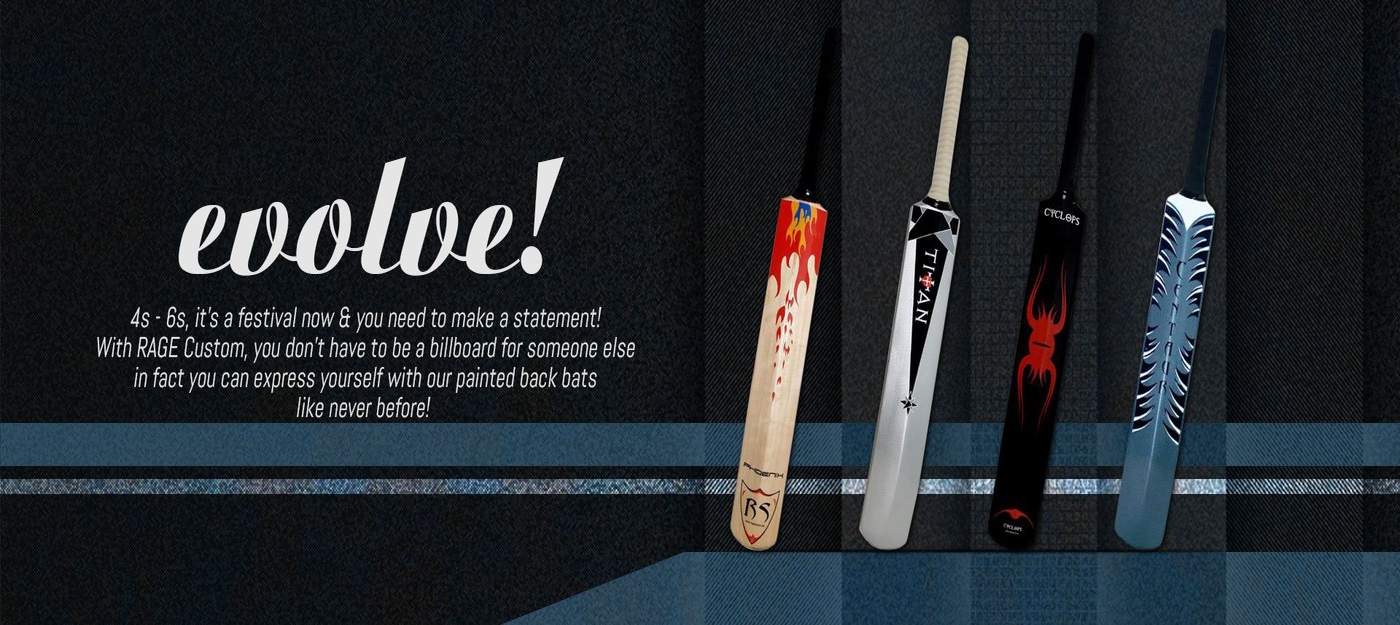 evolve!
4s - 6s, it's a festival now & you need to make a statement!
With RAGE Custom, you don't have to be a billboard for someone else
in fact you can express yourself with our painted back bats
like never before!
PHOENIX
RS
TITAN
CYCLOPS
CYCLOPS